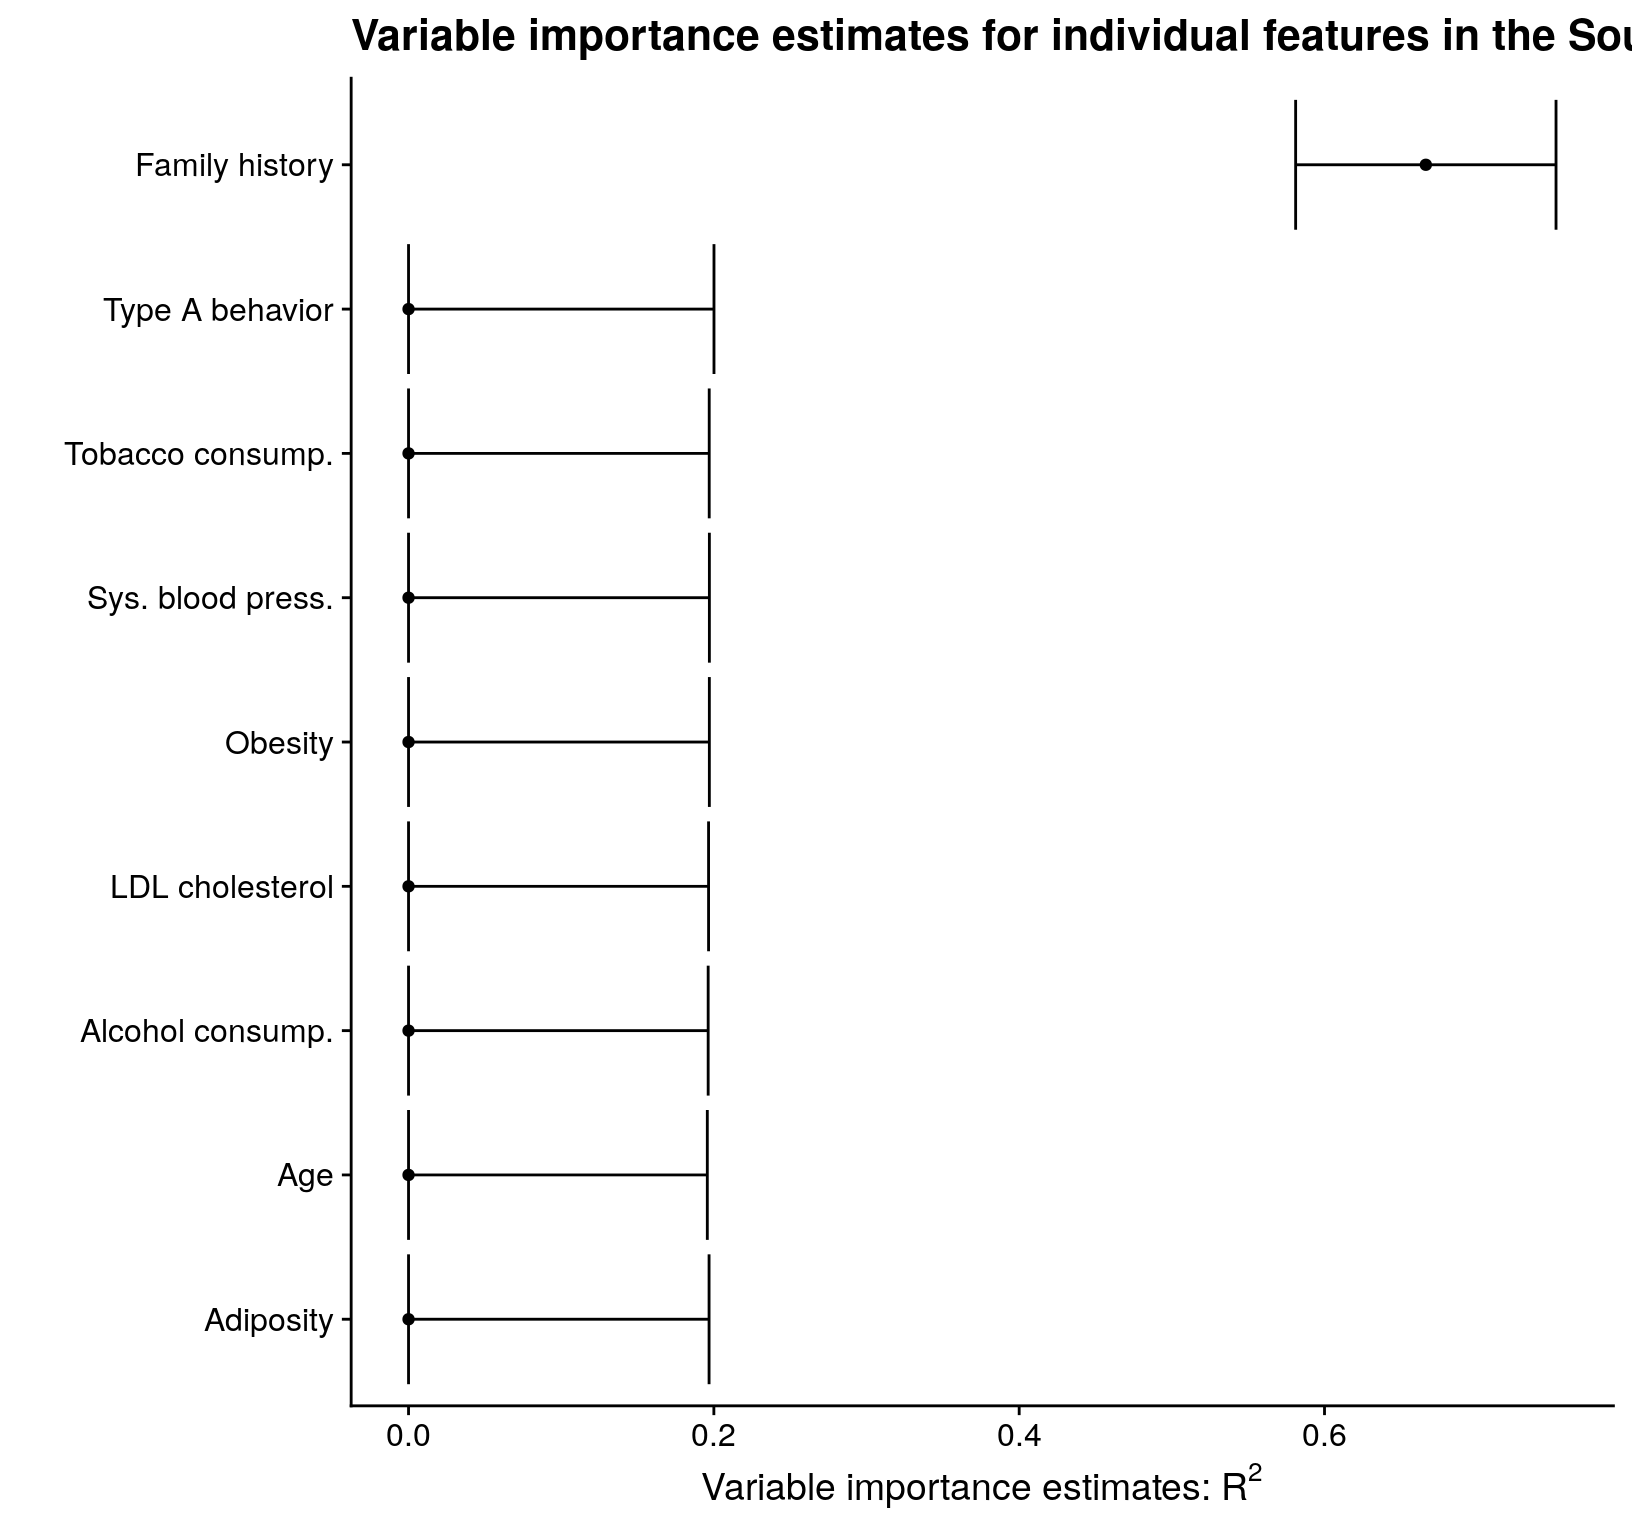 Variable importance estimates for individual features in the
Family history
Type A behavior
Tobacco consump.
Sys. blood press.
Obesity
LDL cholesterol
Alcohol consump.
Age
Adiposity
0.0 0.2 0.4 0.6
Variable importance estimates: R²